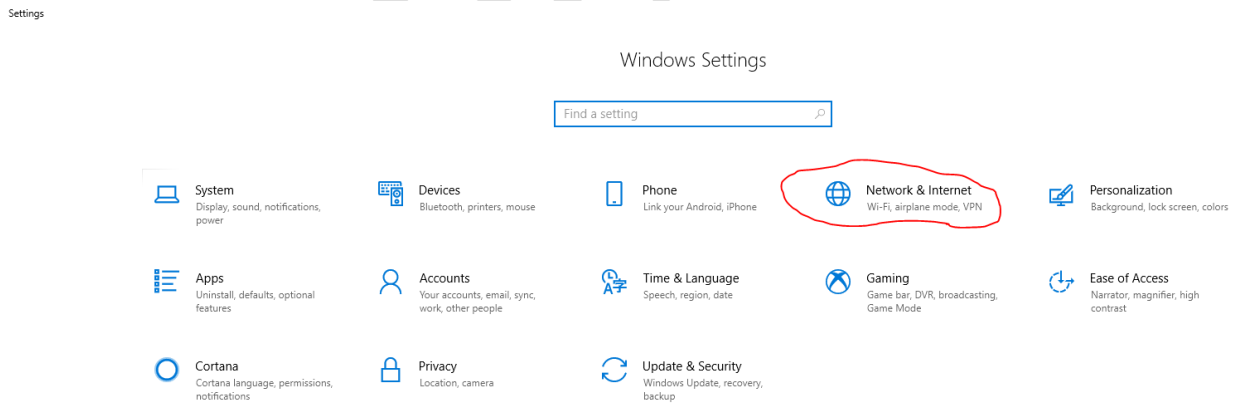 Settings
Windows Settings
Find a setting
System
Display, sound, notifications,
power
Devices
Bluetooth, printers, mouse
Phone
Link your Android, iPhone
Network & Internet
Wi-Fi, airplane mode, VPN
Personalization
Background, lock screen, colors
Apps
Uninstall, defaults, optional
features
Accounts
Your accounts, email, sync,
work, other people
Time & Language
Speech, region, date
Gaming
Game bar, DVR, broadcasting,
Game Mode
Ease of Access
Narrator, magnifier, high
contrast
Cortana
Cortana language, permissions,
notifications
Privacy
Location, camera
Update & Security
Windows Update, recovery,
backup